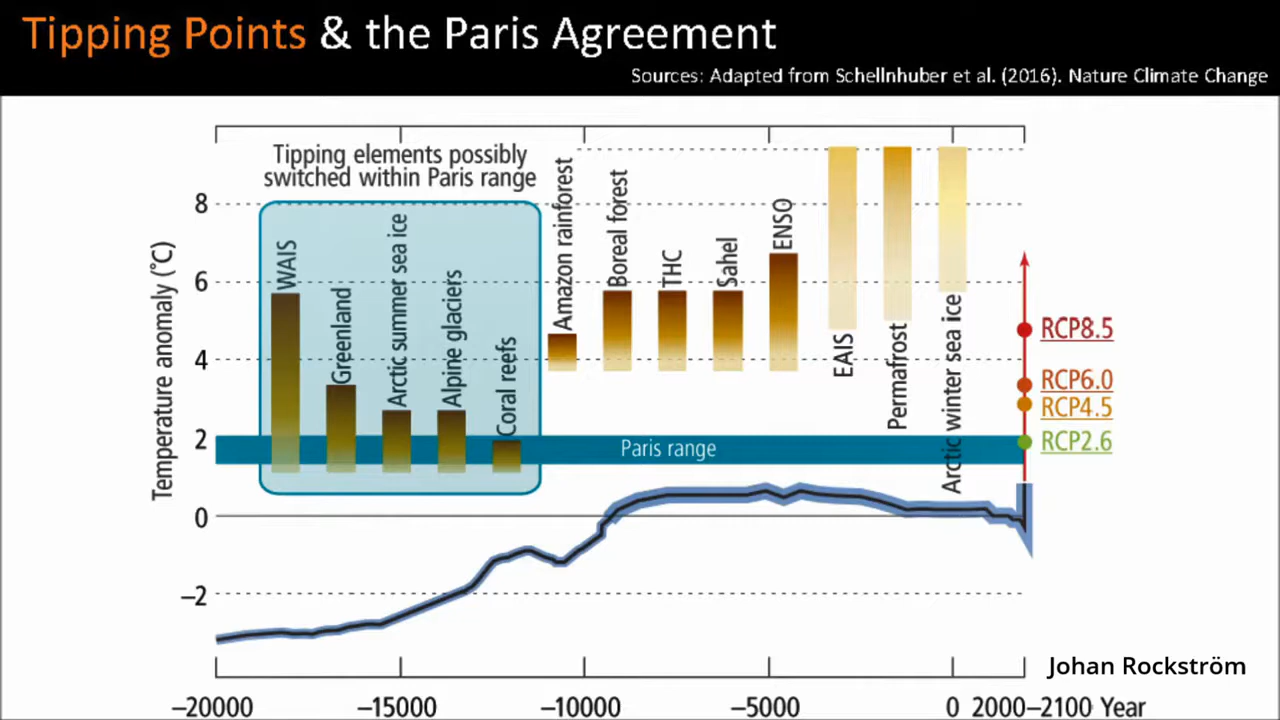 Tipping Points & the Paris Agreement
Sources: Adapted from Schellnhuber et al. (2016). Nature Climate Change
Tipping elements possibly
switched within Paris range
Temperature anomaly (°C)
8
6
4
2
0
–2
WAIS
Greenland
Arctic summer sea ice
Alpine glaciers
Coral reefs
Amazon rainforest
Boreal forest
THC
Sahel
ENSO
EAIS
Permafrost
Arctic winter sea ice
Paris range
RCP8.5
RCP6.0
RCP4.5
RCP2.6
Johan Rockström
–20000 –15000 –10000 –5000 0 2000–2100 Year